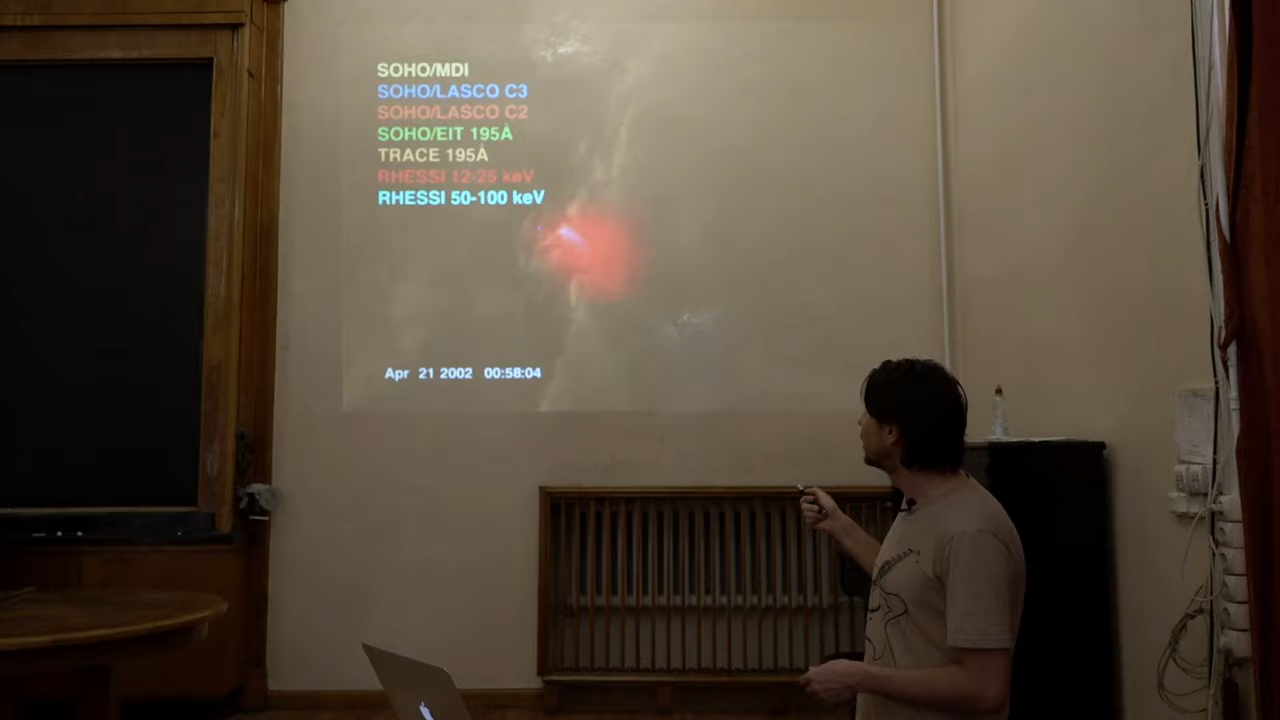 SOHO/MDI
SOHO/LASCO C3
SOHO/LASCO C2
SOHO/EIT 195Å
TRACE 195Å
RHESSI 12-25 keV
RHESSI 50-100 keV
Apr 21 2002 00:58:04